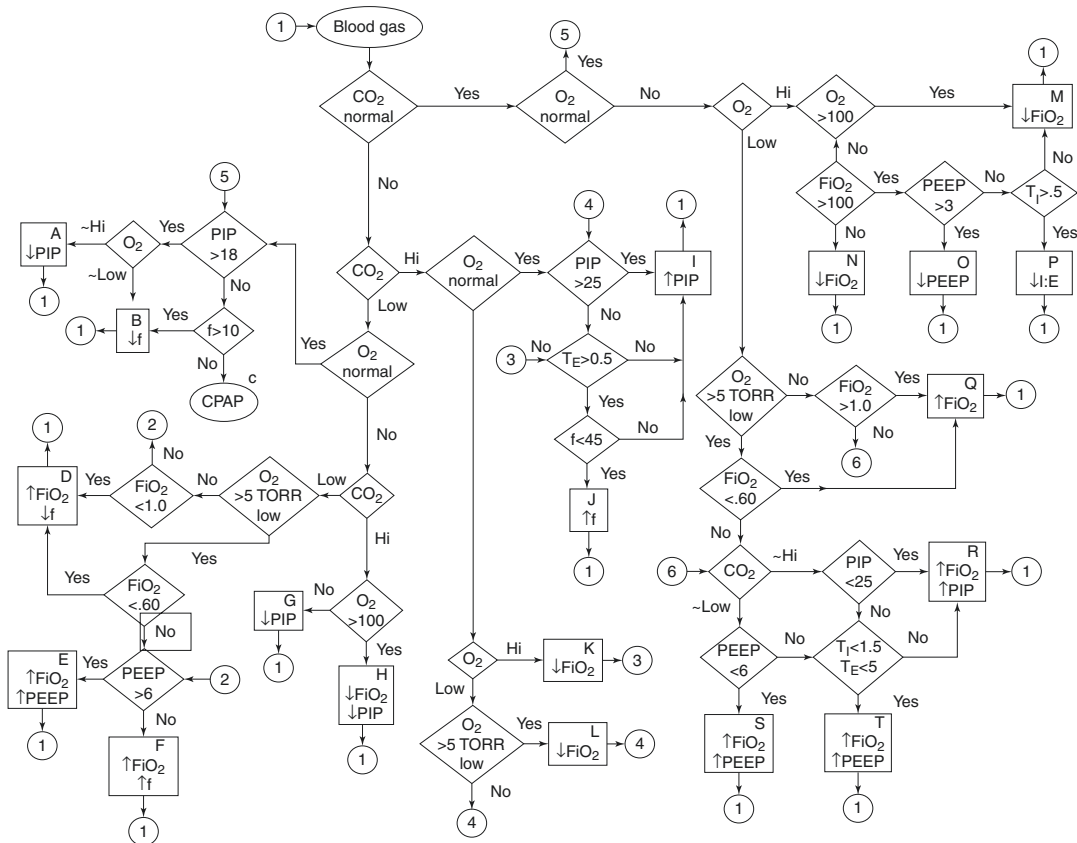 1
Blood gas
5
Yes
CO₂
normal
Yes
O₂
normal
No
O₂
Hi
O₂
>100
Yes
1
M
↓FiO₂
Low
No
No
No
FiO₂
>100
Yes
PEEP
>3
No
T_I>.5
No
Yes
Yes
N
↓FiO₂
O
↓PEEP
P
↓I:E
1
1
1
5
A
↓PIP
~Hi
O₂
Yes
PIP
>18
~Low
No
1
1
Yes
B
↓f
Yes
f>10
No
c
CPAP
CO₂
Hi
Low
O₂
normal
Yes
O₂
normal
Yes
No
4
PIP
>25
Yes
1
I
↑PIP
No
3
No
T_E>0.5
No
Yes
f<45
No
Yes
J
↑f
1
1
2
D
↑FiO₂
↓f
Yes
No
FiO₂
<1.0
No
O₂
>5 TORR
low
Low
CO₂
Hi
Yes
Yes
FiO₂
<.60
No
E
↑FiO₂
↑PEEP
Yes
PEEP
>6
2
1
No
F
↑FiO₂
↑f
1
G
↓PIP
No
O₂
>100
1
Yes
H
↓FiO₂
↓PIP
1
O₂
Hi
K
↓FiO₂
3
Low
O₂
>5 TORR
low
Yes
L
↓FiO₂
4
No
4
O₂
>5 TORR
low
No
FiO₂
>1.0
Yes
Q
↑FiO₂
1
Yes
No
6
FiO₂
<.60
Yes
No
6
CO₂
~Hi
PIP
<25
Yes
R
↑FiO₂
↑PIP
1
~Low
No
PEEP
<6
No
T_I<1.5
T_E<5
No
Yes
Yes
S
↑FiO₂
↑PEEP
T
↑FiO₂
↑PEEP
1
1